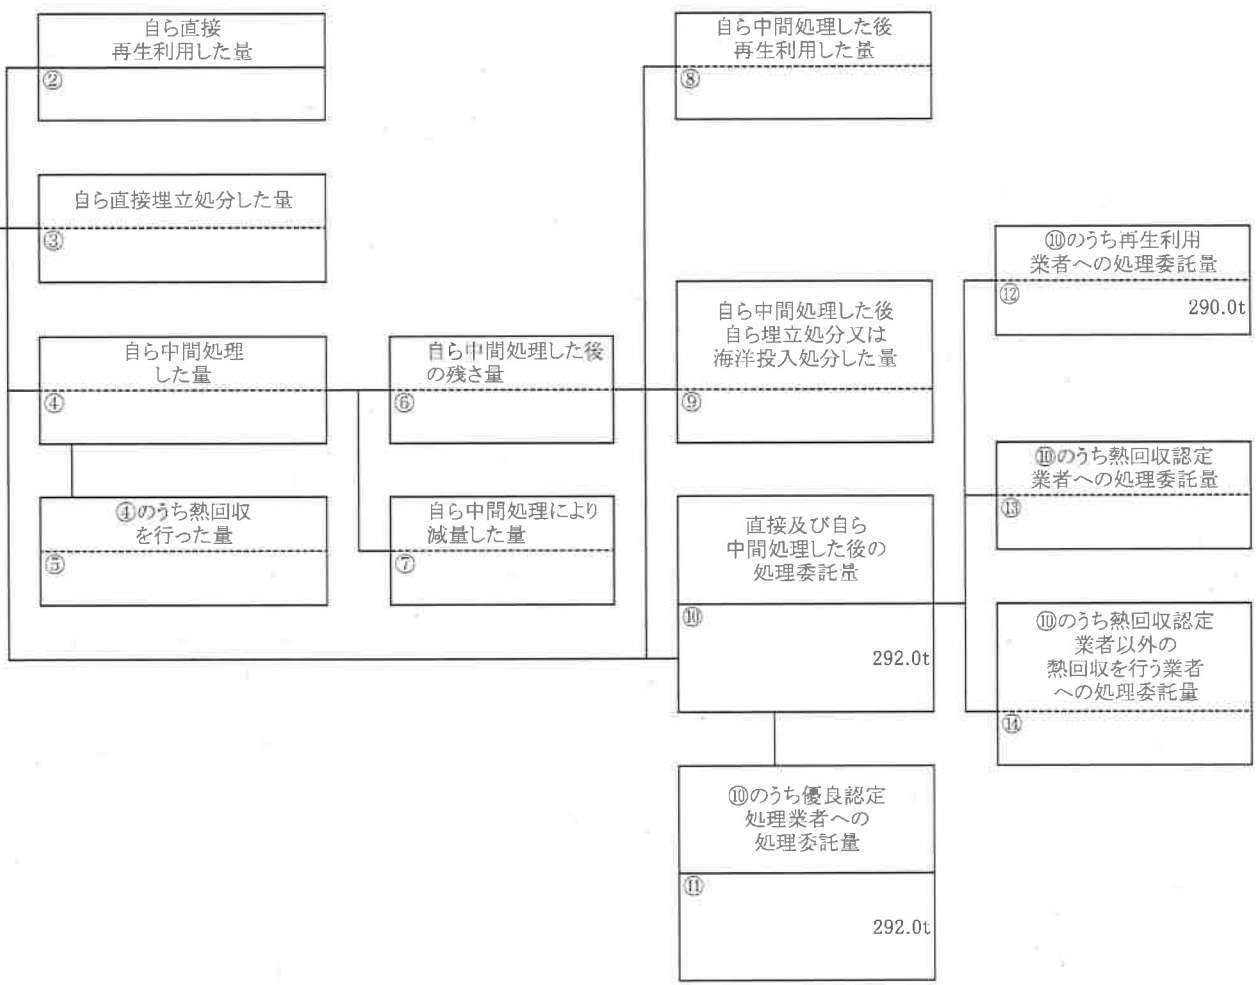 自ら直接
再生利用した量
②
自ら直接埋立処分した量
③
自ら中間処理
した量
④
④のうち熱回収
を行った量
⑤
自ら中間処理した後
の残さ量
⑥
自ら中間処理により
減量した量
⑦
自ら中間処理した後
再生利用した量
⑧
自ら中間処理した後
自ら埋立処分又は
海洋投入処分した量
⑨
直接及び自ら
中間処理した後の
処理委託量
⑩
292.0t
⑩のうち優良認定
処理業者への
処理委託量
⑪
292.0t
⑩のうち再生利用
業者への処理委託量
⑫
290.0t
⑩のうち熱回収認定
業者への処理委託量
⑬
⑩のうち熱回収認定
業者以外の
熱回収を行う業者
への処理委託量
⑭